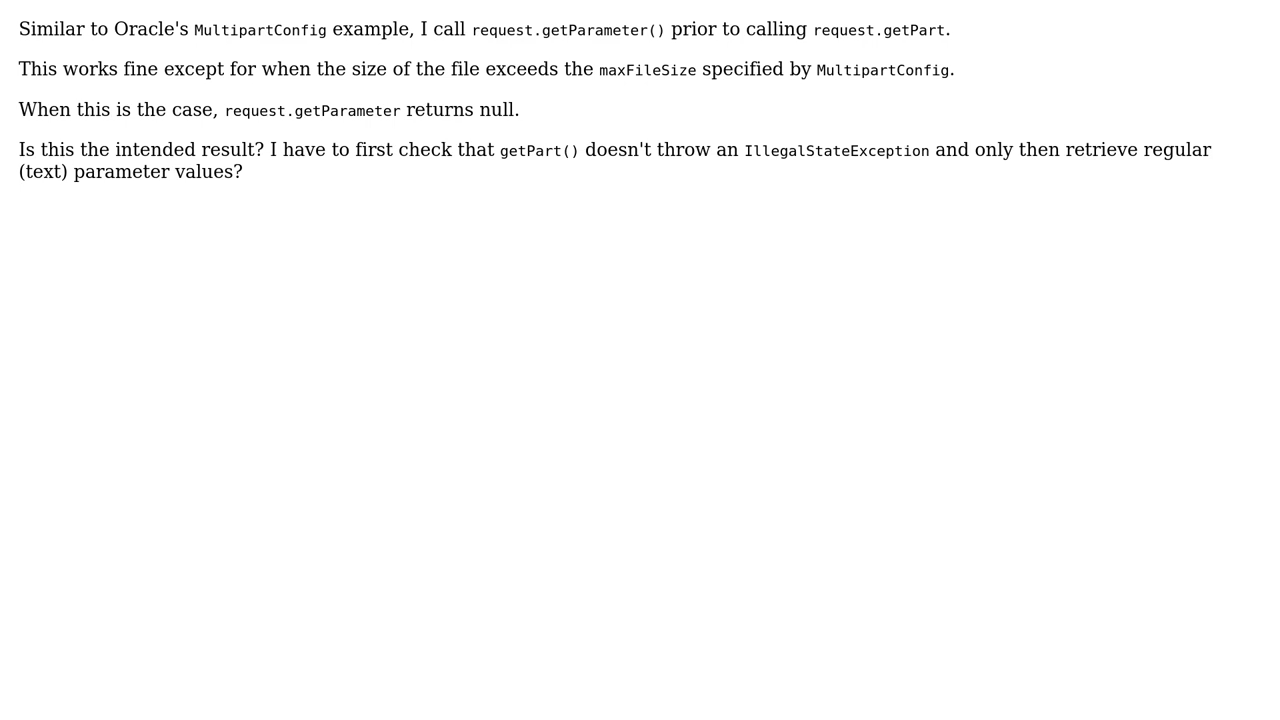 Similar to Oracle's MultipartConfig example, I call request.getParameter() prior to calling request.getPart.
This works fine except for when the size of the file exceeds the maxFileSize specified by MultipartConfig.
When this is the case, request.getParameter returns null.
Is this the intended result? I have to first check that getPart() doesn't throw an IllegalStateException and only then retrieve regular
(text) parameter values?